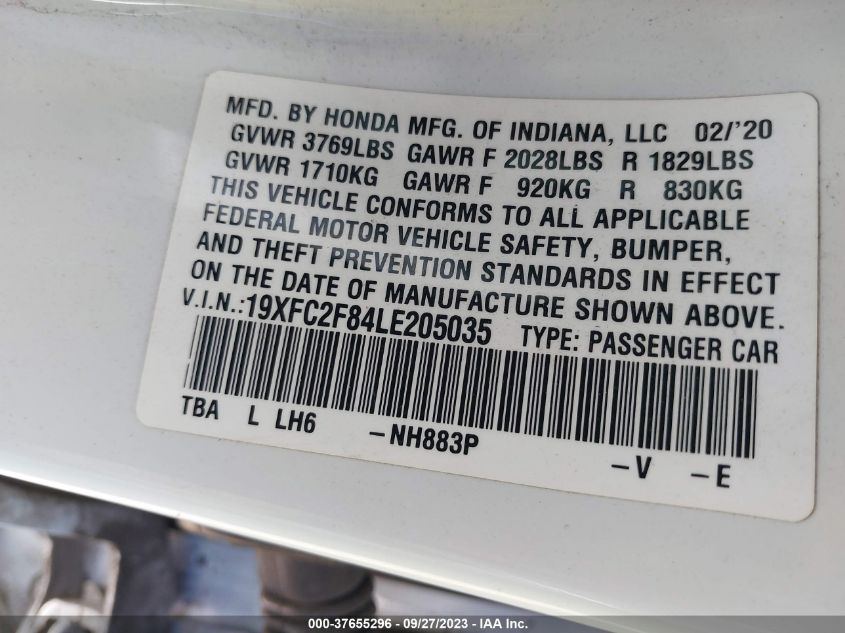 MFD. BY HONDA MFG. OF INDIANA, LLC 02/'20
GVWR 3769LBS GAWR F 2028LBS R 1829LBS
GVWR 1710KG GAWR F 920KG R 830KG
THIS VEHICLE CONFORMS TO ALL APPLICABLE
FEDERAL MOTOR VEHICLE SAFETY, BUMPER,
AND THEFT PREVENTION STANDARDS IN EFFECT
ON THE DATE OF MANUFACTURE SHOWN ABOVE.
V.I.N.:19XFC2F84LE205035 TYPE: PASSENGER CAR
TBA L LH6 -NH883P -V -E
000-37655296 - 09/27/2023 - IAA Inc.